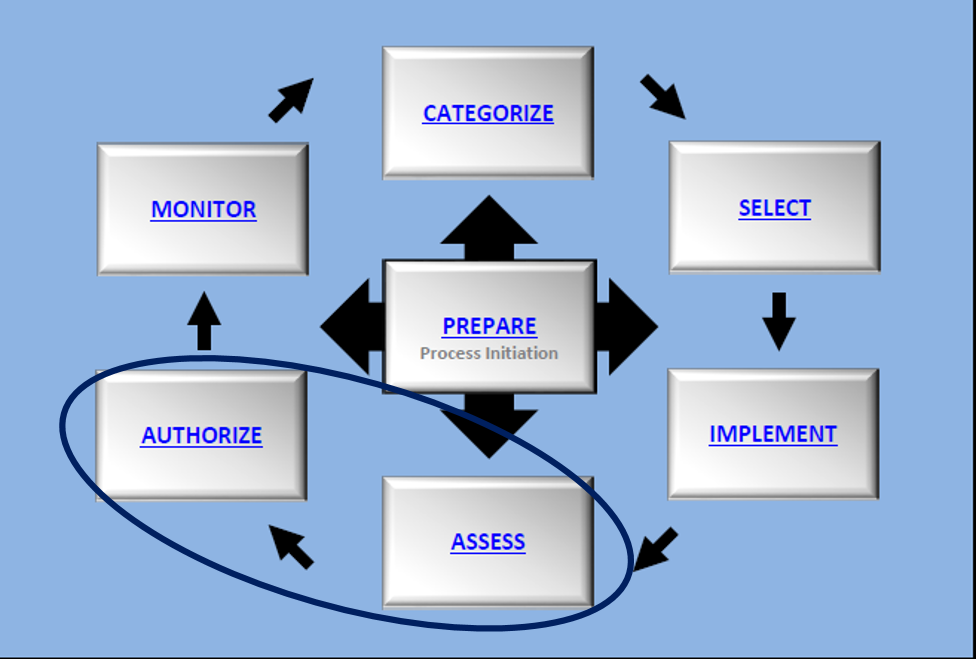 CATEGORIZE
MONITOR
SELECT
PREPARE
Process Initiation
AUTHORIZE
IMPLEMENT
ASSESS